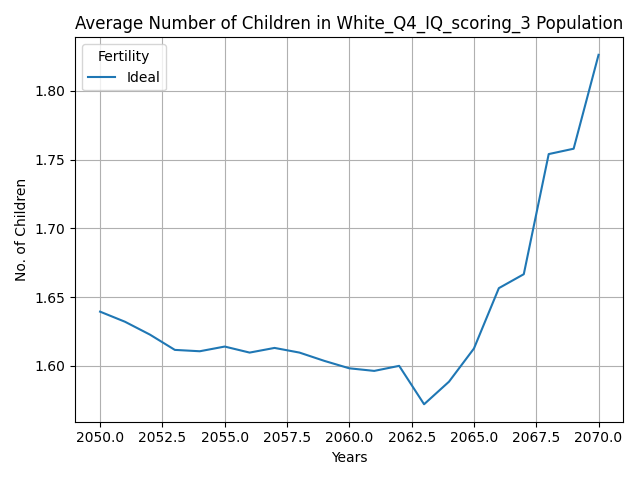 Average Number of Children in White_Q4_IQ_scoring_3 Population
Fertility
Ideal
1.80
1.75
1.70
1.65
1.60
No. of Children
2050.0 2052.5 2055.0 2057.5 2060.0 2062.5 2065.0 2067.5 2070.0
Years